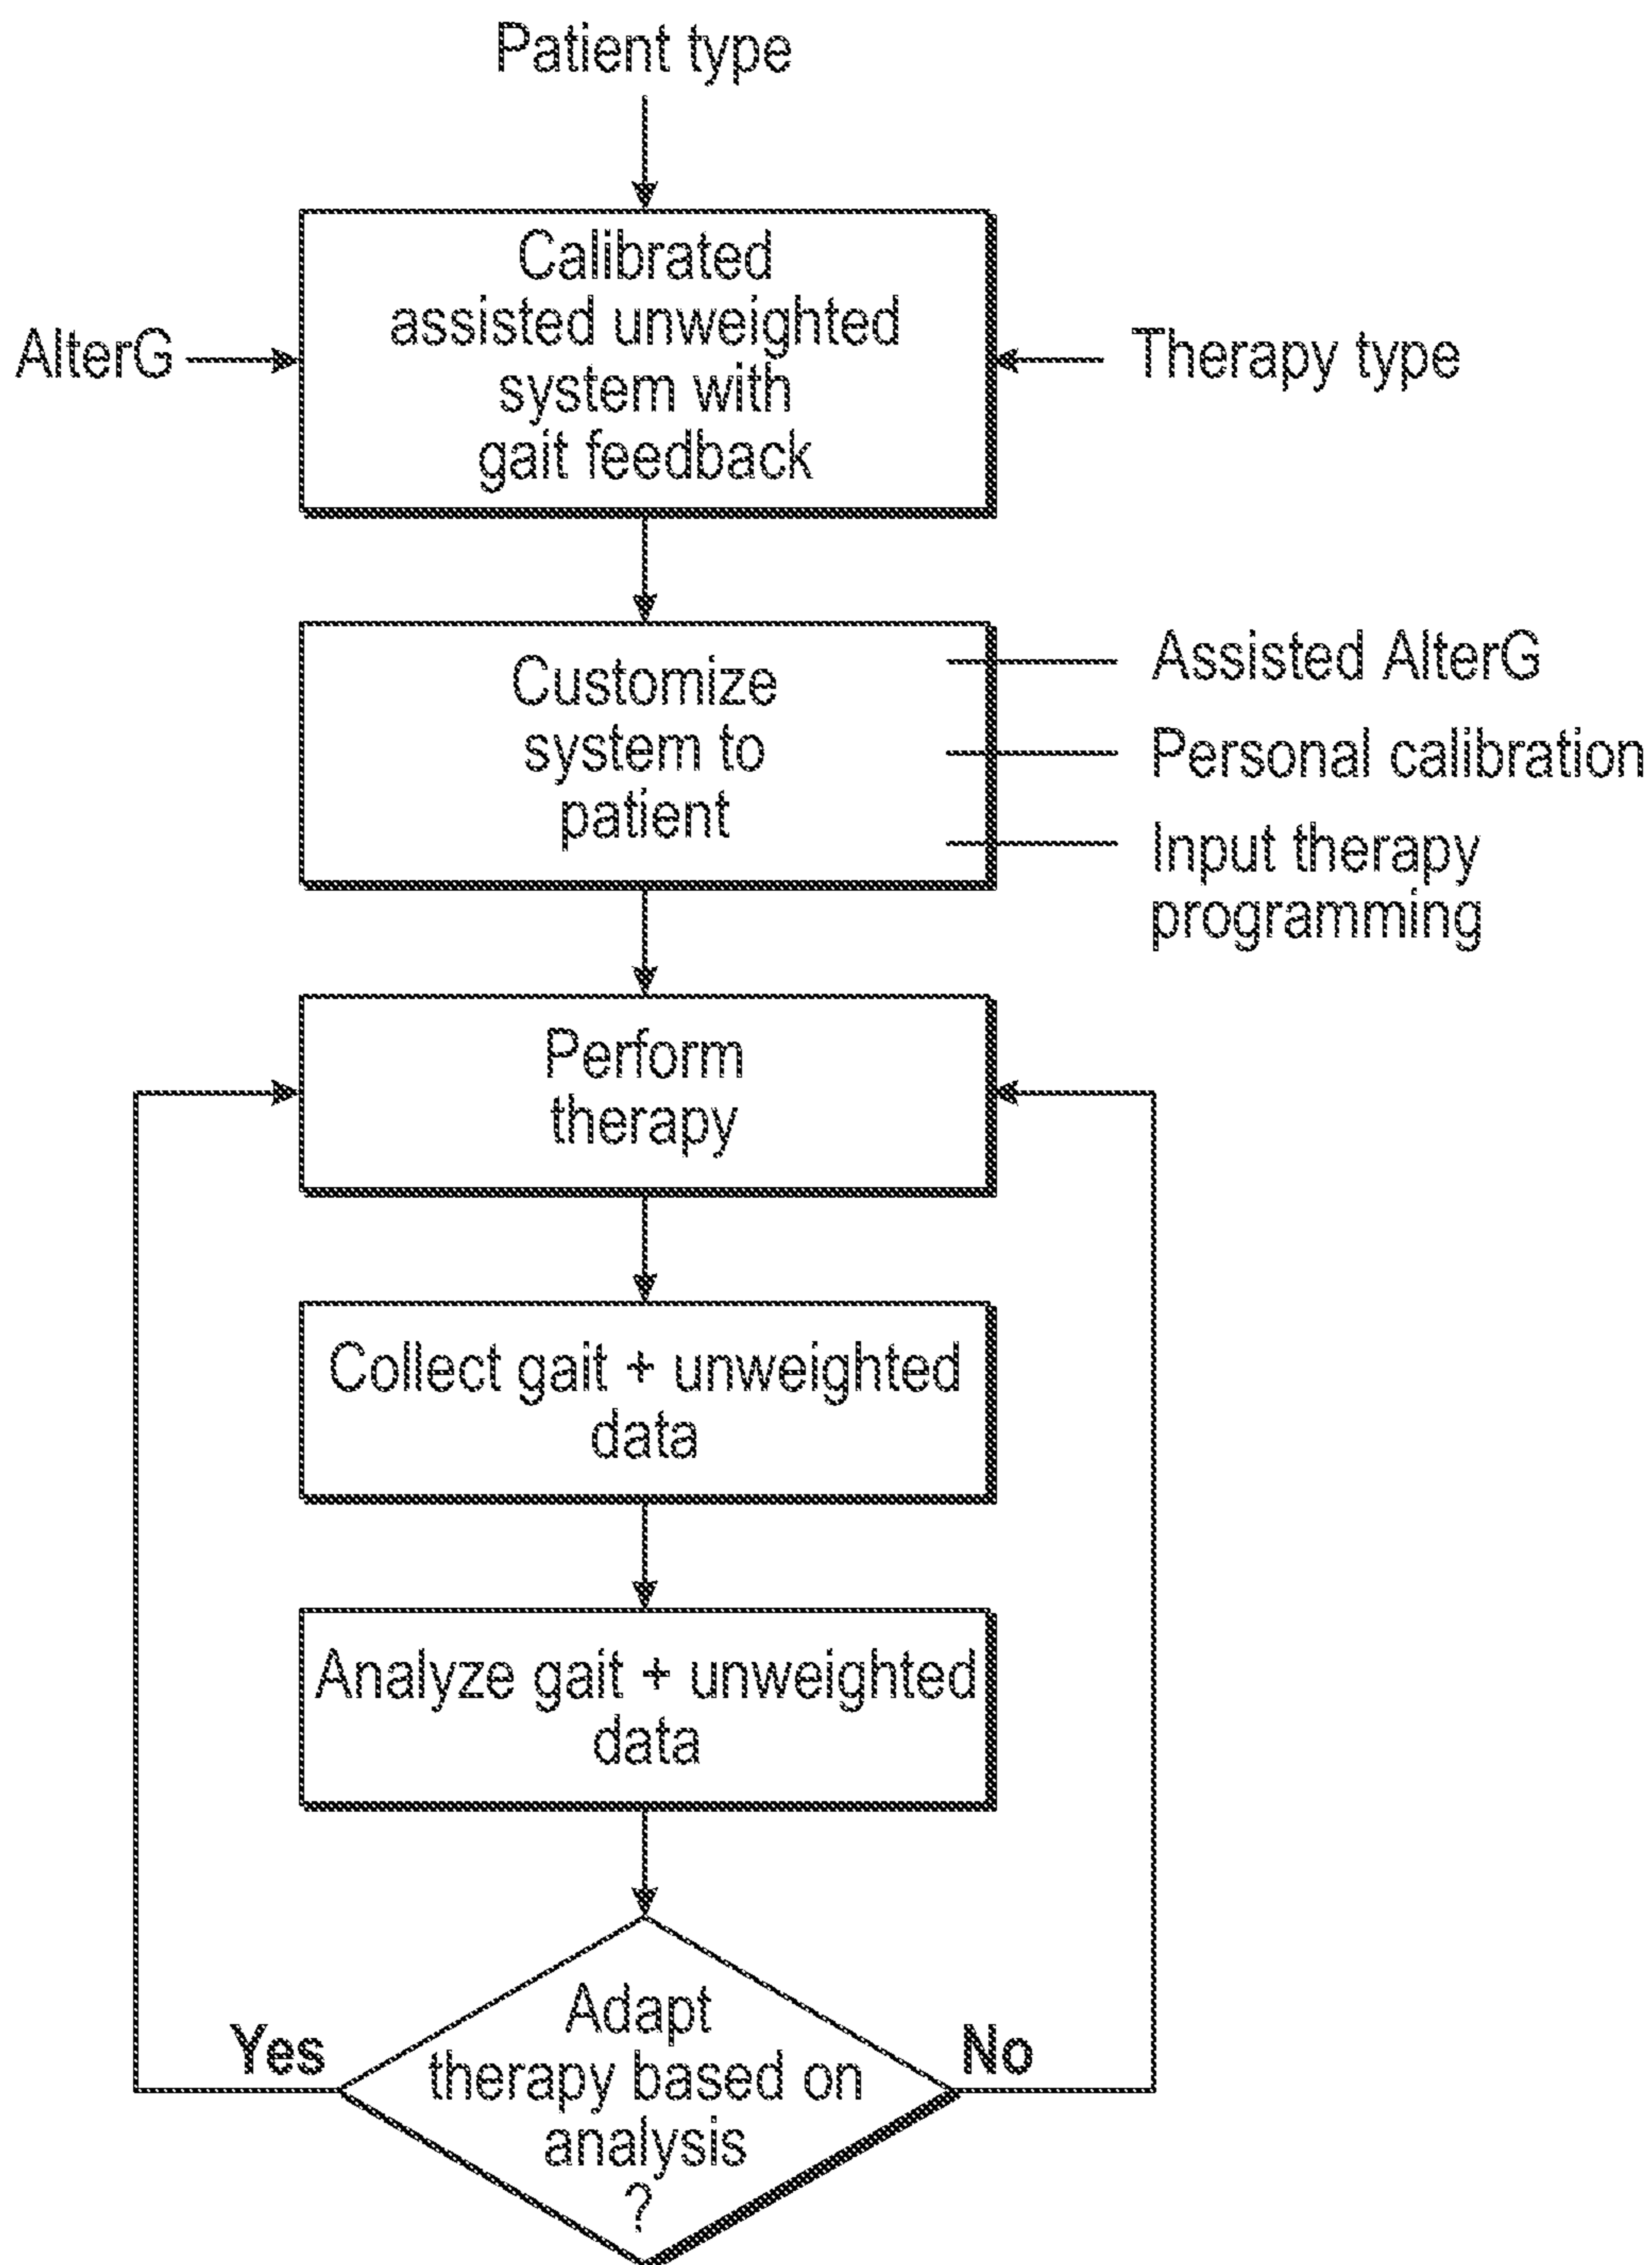 Patient type
Calibrated
assisted unweighted
system with
gait feedback
AlterG
Therapy type
Customize
system to
patient
Assisted AlterG
Personal calibration
Input therapy
programming
Perform
therapy
Collect gait + unweighted
data
Analyze gait + unweighted
data
Adapt
therapy based on
analysis
?
Yes
No